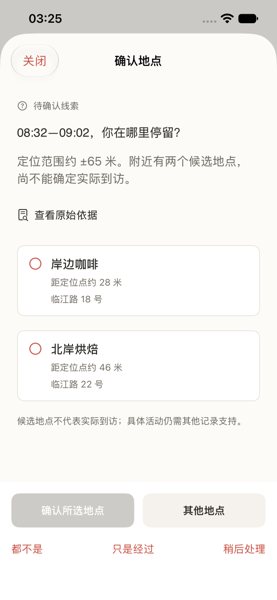 03:25
关闭
确认地点
待确认线索
08:32—09:02，你在哪里停留？
定位范围约 ±65 米。附近有两个候选地点，
尚不能确定实际到访。
查看原始依据
岸边咖啡
距定位点约 28 米
临江路 18 号
北岸烘焙
距定位点约 46 米
临江路 22 号
候选地点不代表实际到访；具体活动仍需其他记录支持。
确认所选地点
其他地点
都不是
只是经过
稍后处理